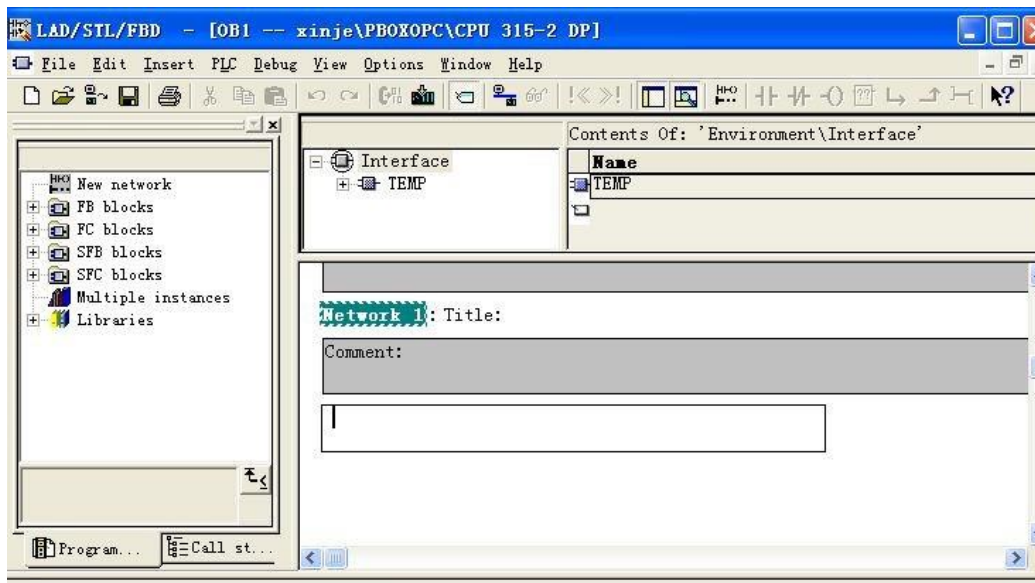 LAD/STL/FBD - [OB1 -- xinje\PBOXOPC\CPU 315-2 DP]
File Edit Insert PLC Debug View Options Window Help
Contents Of: 'Environment\Interface'
Interface
TEMP
Name
TEMP
New network
FB blocks
FC blocks
SFB blocks
SFC blocks
Multiple instances
Libraries
Program...
Call st...
Network 1: Title:
Comment: